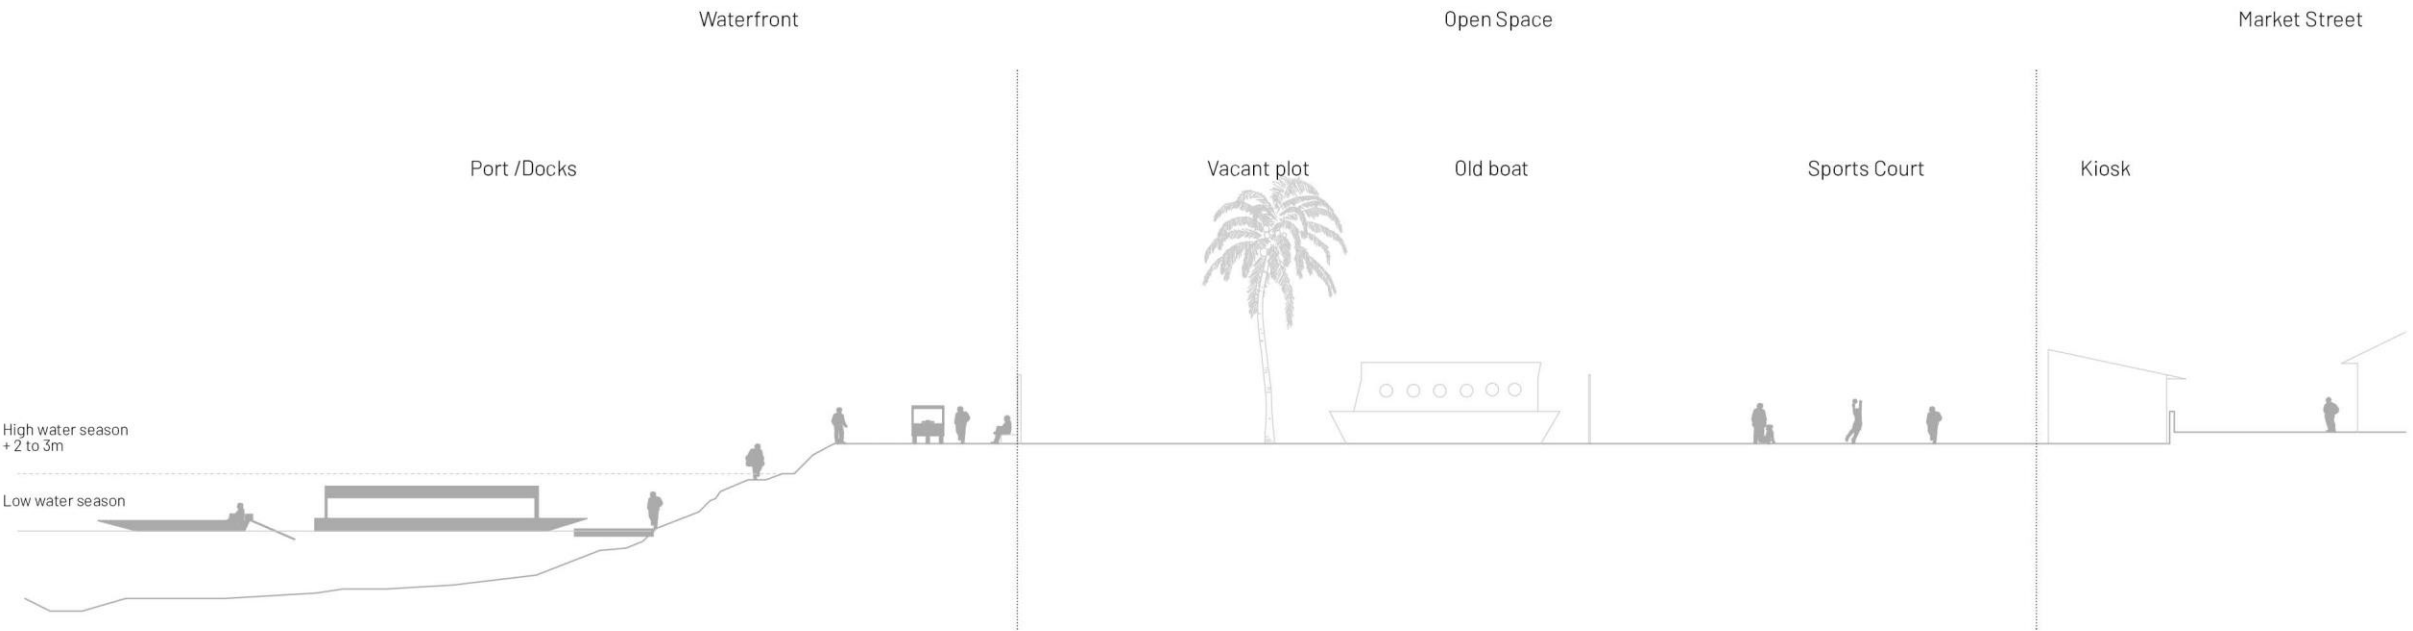 Waterfront
Open Space
Market Street
Port /Docks
Vacant plot
Old boat
Sports Court
Kiosk
High water season
+ 2 to 3m
Low water season